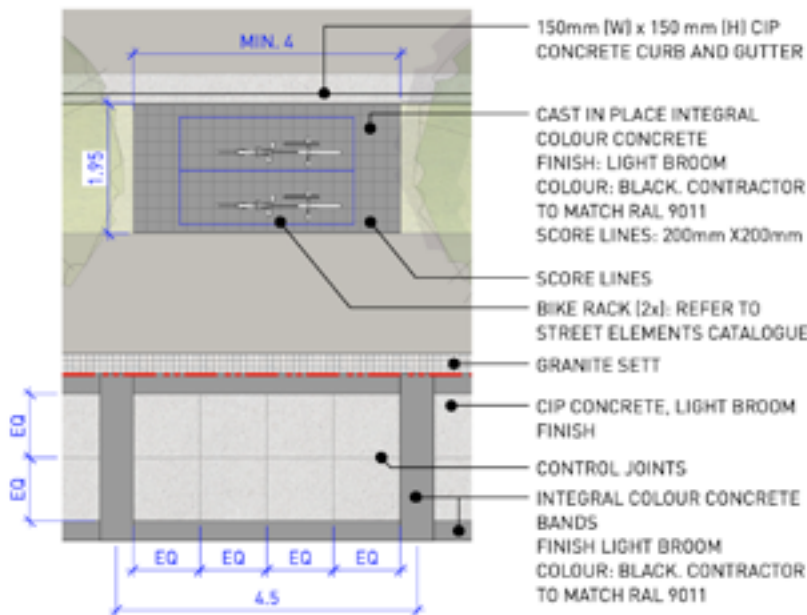 MIN. 4
1.95
150mm (W) x 150 mm (H) CIP
CONCRETE CURB AND GUTTER
CAST IN PLACE INTEGRAL
COLOUR CONCRETE
FINISH: LIGHT BROOM
COLOUR: BLACK. CONTRACTOR
TO MATCH RAL 9011
SCORE LINES: 200mm X200mm
SCORE LINES
BIKE RACK (2x): REFER TO
STREET ELEMENTS CATALOGUE
GRANITE SETT
CIP CONCRETE, LIGHT BROOM
FINISH
CONTROL JOINTS
INTEGRAL COLOUR CONCRETE
BANDS
FINISH LIGHT BROOM
COLOUR: BLACK. CONTRACTOR
TO MATCH RAL 9011
EQ
EQ
EQ EQ EQ EQ
4.5